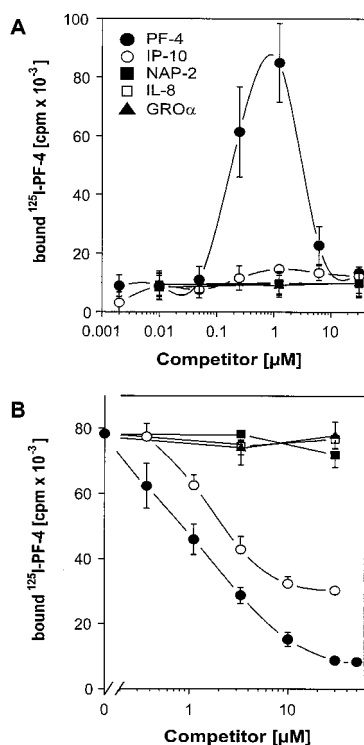 A
PF-4
IP-10
NAP-2
IL-8
GROα
bound ¹²⁵I-PF-4 [cpm x 10⁻³]
100
80
60
40
20
0
0.001 0.01 0.1 1 10
Competitor [µM]
B
bound ¹²⁵I-PF-4 [cpm x 10⁻³]
80
60
40
20
0
0 1 10
Competitor [µM]